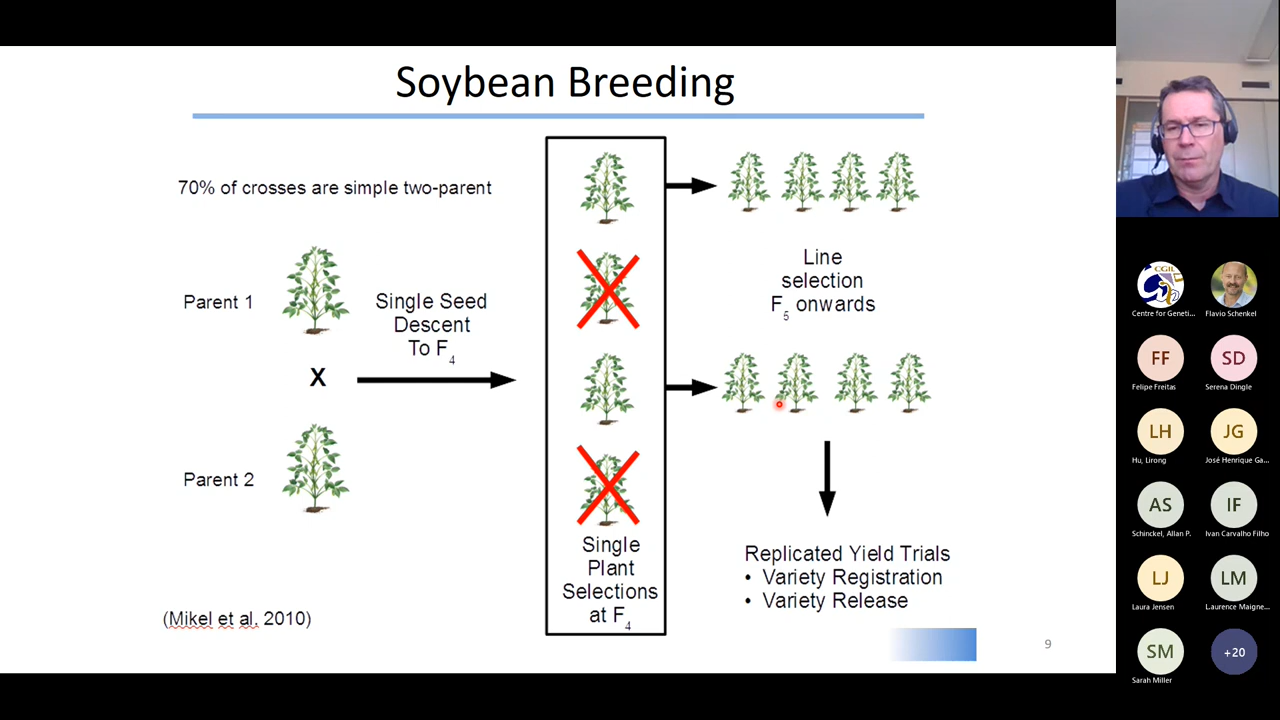 Soybean Breeding
70% of crosses are simple two-parent
Parent 1
X
Parent 2
Single Seed
Descent
To F4
Single
Plant
Selections
at F4
Line
selection
F5 onwards
Replicated Yield Trials
• Variety Registration
• Variety Release
(Mikel et al. 2010)
9
CGIL
Centre for Geneti...
Flavio Schenkel
FF
Felipe Freitas
SD
Serena Dingle
LH
Hu, Lirong
JG
José Henrique Ga...
AS
Schinckel, Allan P.
IF
Ivan Carvalho Filho
LJ
Laura Jensen
LM
Laurence Maigne...
SM
Sarah Miller
+20